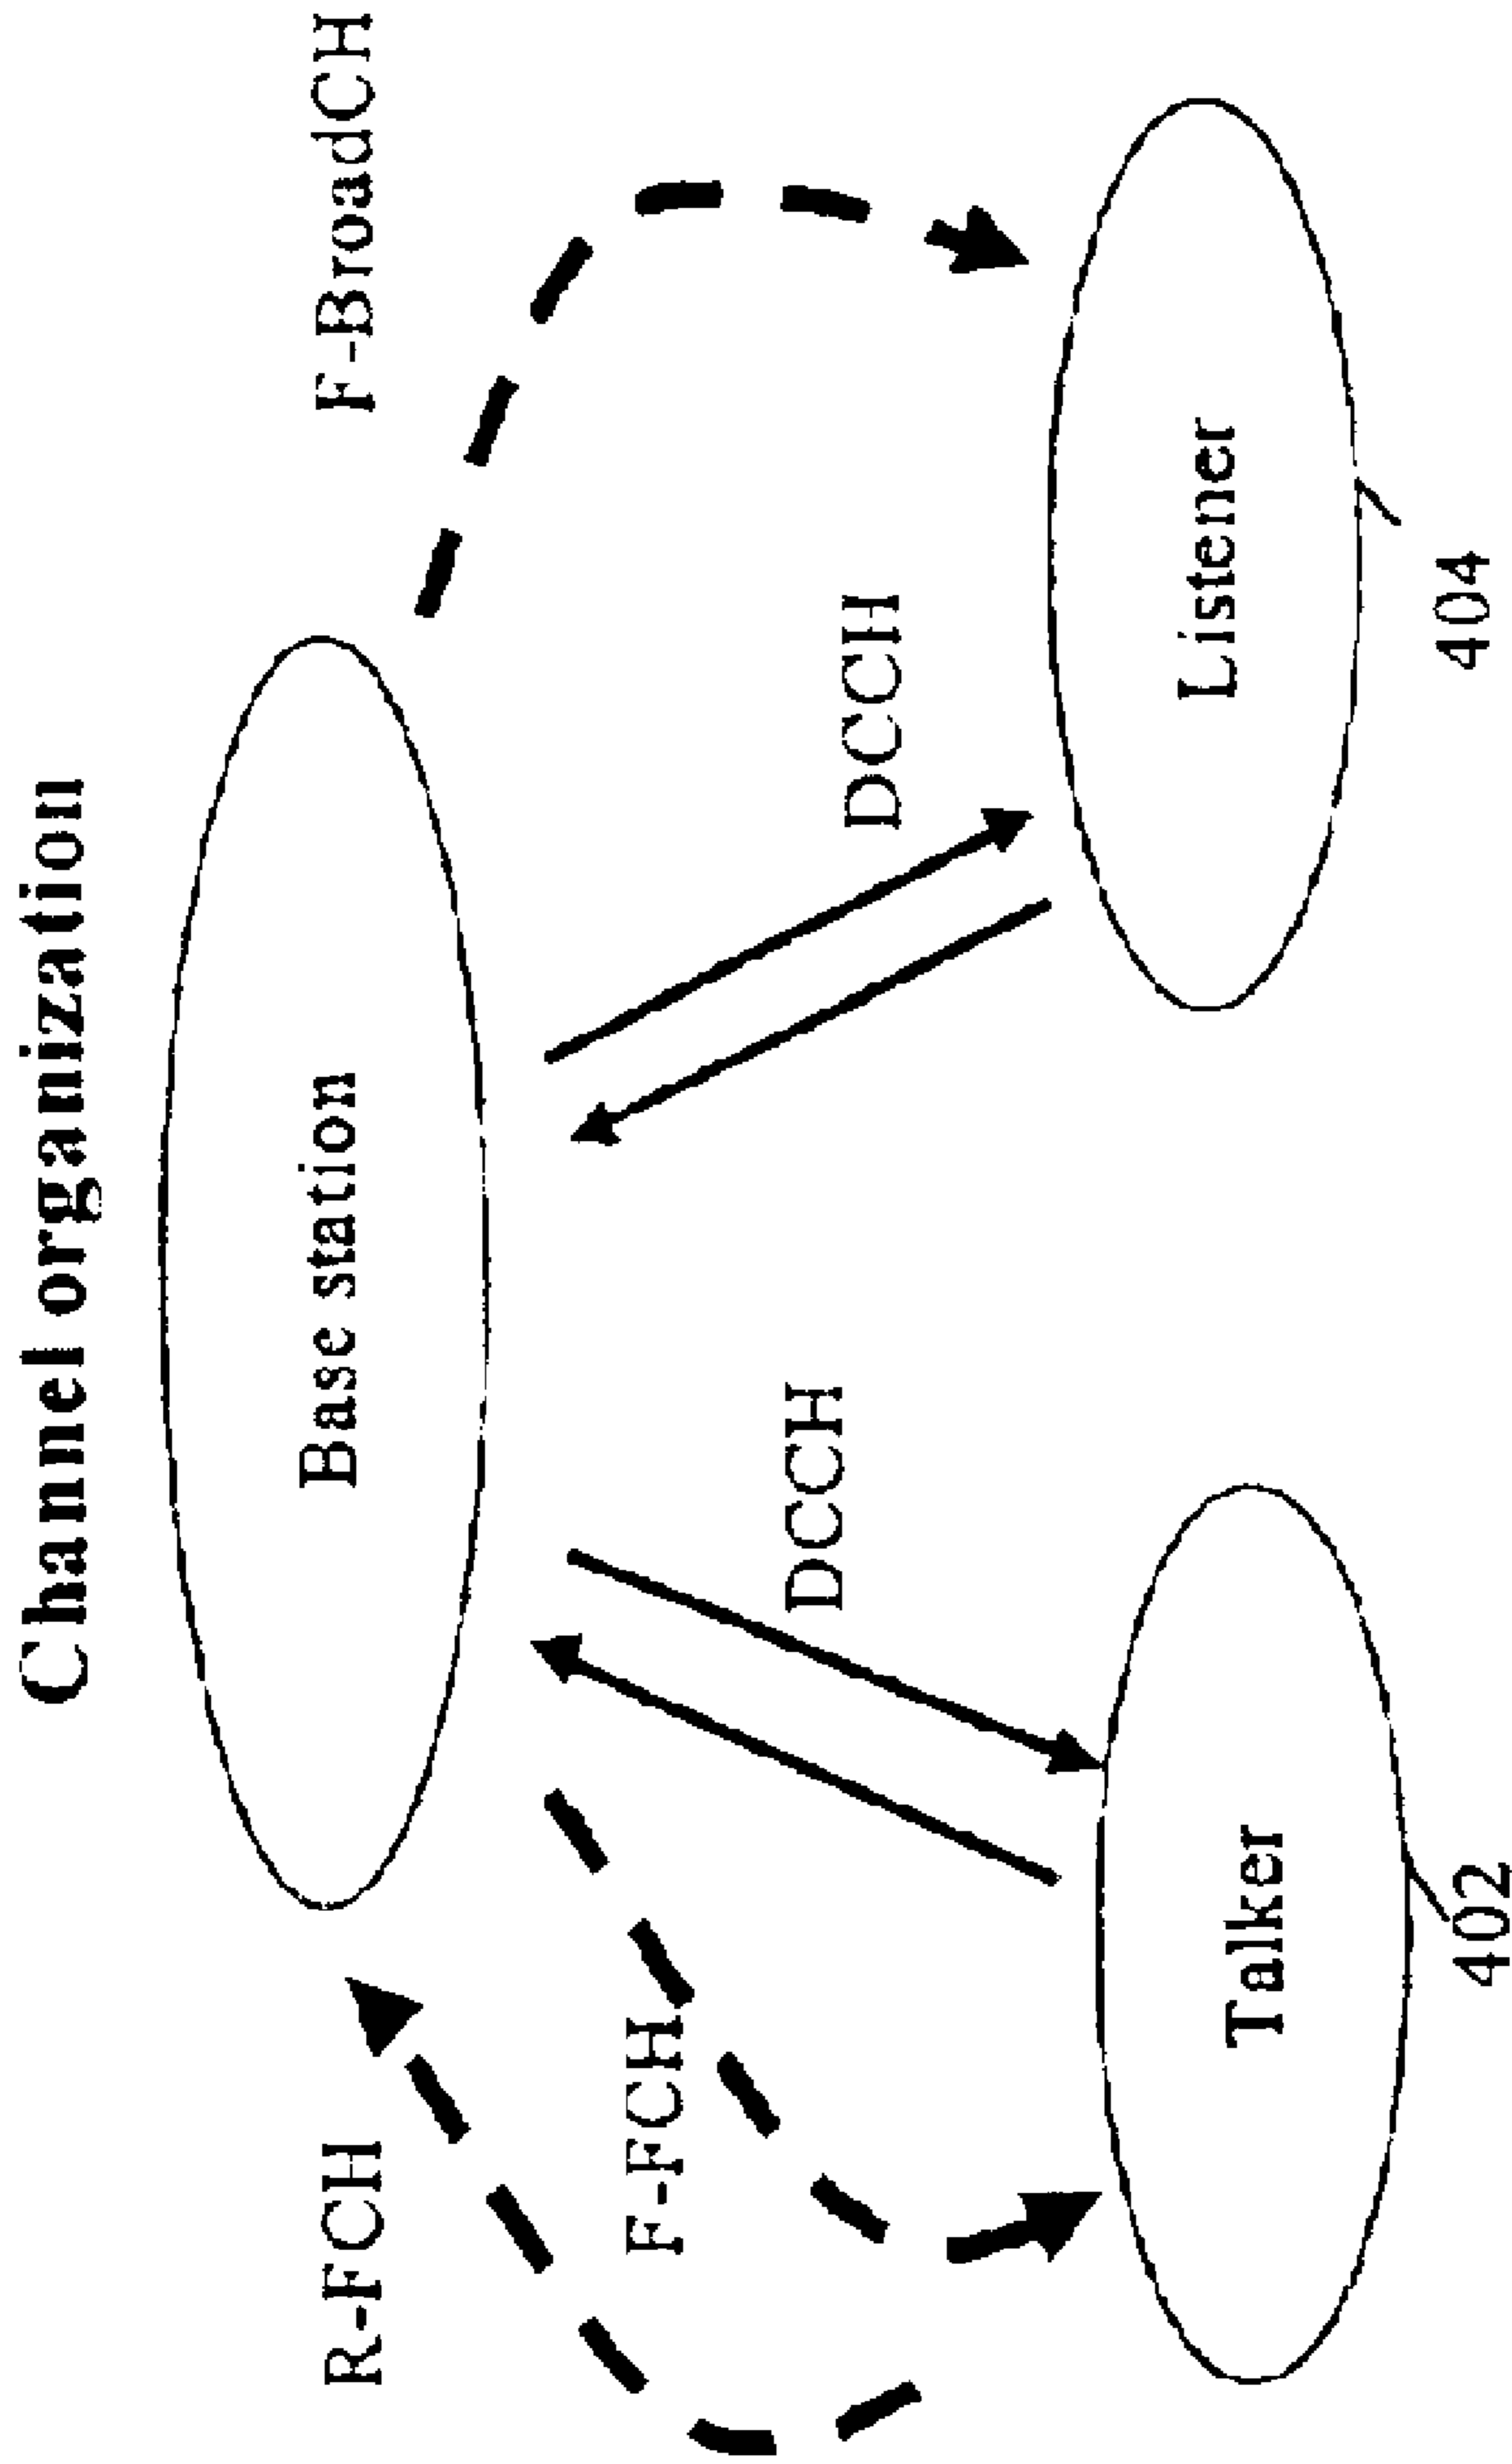 Channel organization
R-FCH
Base station
F-BroadCH
F-FCH
DCCH
DCCH
Talker
Listener
402
404